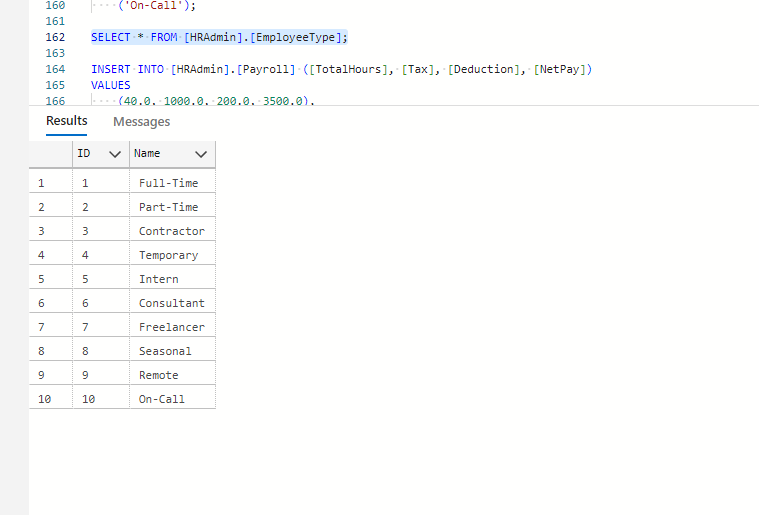 160 ('On-Call');
161
162 SELECT * FROM [HRAdmin].[EmployeeType];
163
164 INSERT INTO [HRAdmin].[Payroll] ([TotalHours], [Tax], [Deduction], [NetPay])
165 VALUES
166 (40.0, 1000.0, 200.0, 3500.0),
Results Messages
ID Name
1 1 Full-Time
2 2 Part-Time
3 3 Contractor
4 4 Temporary
5 5 Intern
6 6 Consultant
7 7 Freelancer
8 8 Seasonal
9 9 Remote
10 10 On-Call